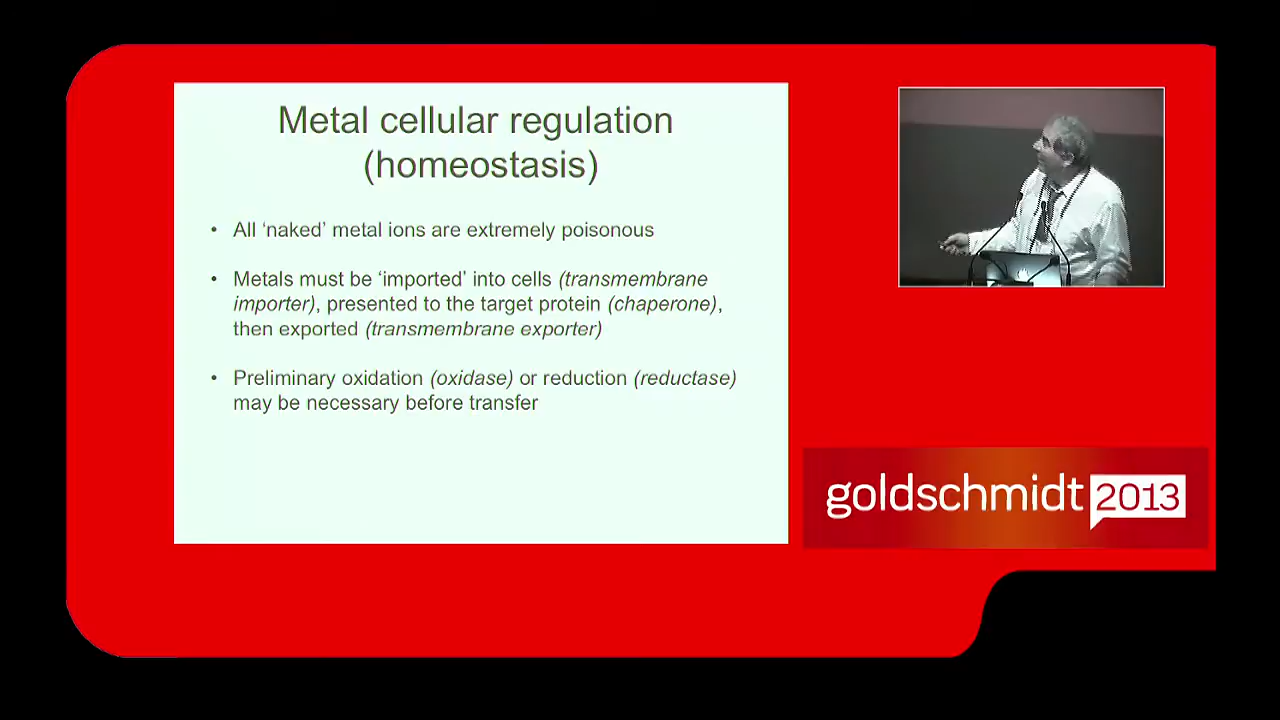 Metal cellular regulation
(homeostasis)
• All ‘naked’ metal ions are extremely poisonous
• Metals must be ‘imported’ into cells (transmembrane
importer), presented to the target protein (chaperone),
then exported (transmembrane exporter)
• Preliminary oxidation (oxidase) or reduction (reductase)
may be necessary before transfer
goldschmidt 2013